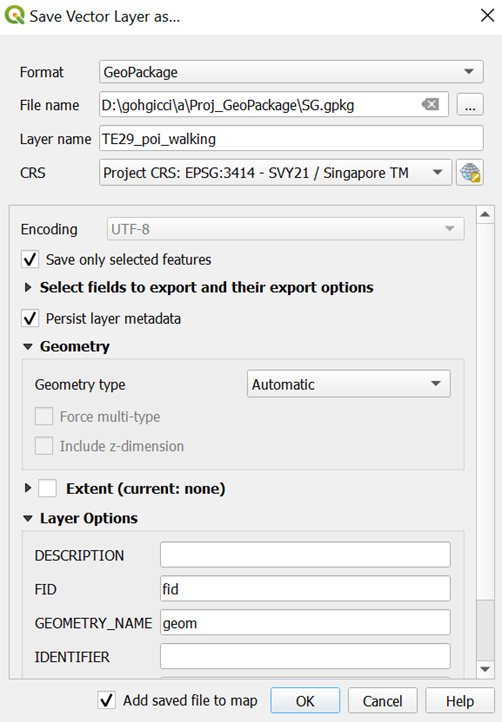 Save Vector Layer as...
Format GeoPackage
File name D:\gohgicci\a\Proj_GeoPackage\SG.gpkg ...
Layer name TE29_poi_walking
CRS Project CRS: EPSG:3414 - SVY21 / Singapore TM
Encoding UTF-8
Save only selected features
Select fields to export and their export options
Persist layer metadata
Geometry
Geometry type Automatic
Force multi-type
Include z-dimension
Extent (current: none)
Layer Options
DESCRIPTION
FID fid
GEOMETRY_NAME geom
IDENTIFIER
Add saved file to map OK Cancel Help